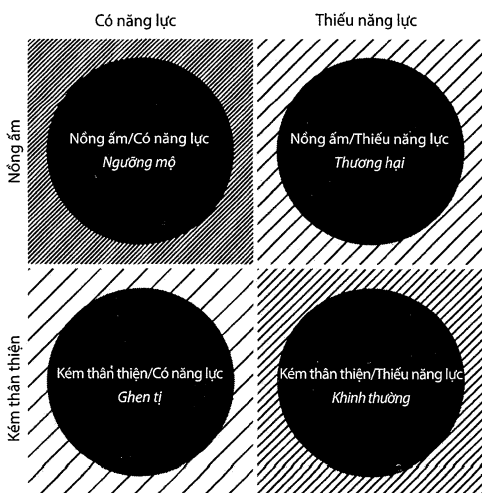 Có năng lực
Thiếu năng lực
Nồng ấm
Nồng ấm/Có năng lực
Ngưỡng mộ
Nồng ấm/Thiếu năng lực
Thương hại
Kém thân thiện
Kém thân thiện/Có năng lực
Ghen tị
Kém thân thiện/Thiếu năng lực
Khinh thường